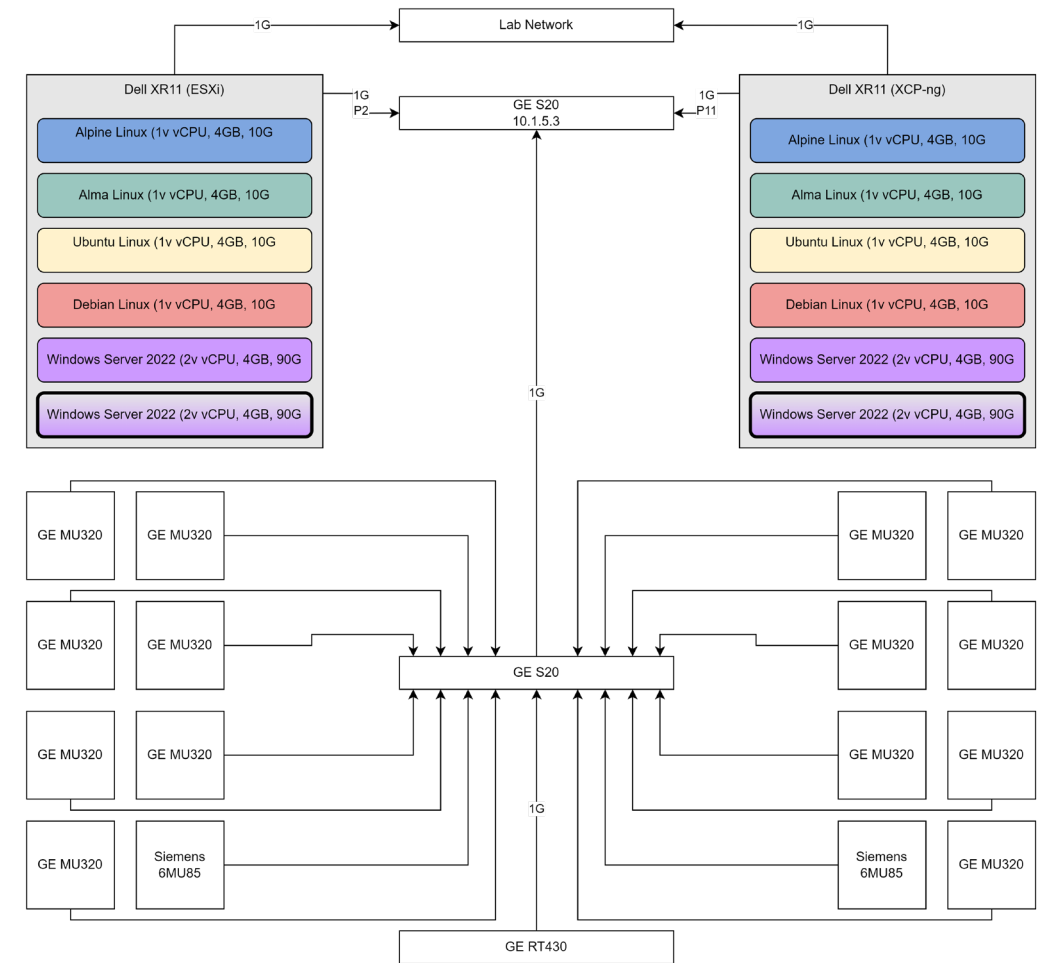 1G
Lab Network
1G
Dell XR11 (ESXi)
Alpine Linux (1v vCPU, 4GB, 10G
Alma Linux (1v vCPU, 4GB, 10G
Ubuntu Linux (1v vCPU, 4GB, 10G
Debian Linux (1v vCPU, 4GB, 10G
Windows Server 2022 (2v vCPU, 4GB, 90G
Windows Server 2022 (2v vCPU, 4GB, 90G
1G
P2
GE S20
10.1.5.3
1G
P11
Dell XR11 (XCP-ng)
Alpine Linux (1v vCPU, 4GB, 10G
Alma Linux (1v vCPU, 4GB, 10G
Ubuntu Linux (1v vCPU, 4GB, 10G
Debian Linux (1v vCPU, 4GB, 10G
Windows Server 2022 (2v vCPU, 4GB, 90G
Windows Server 2022 (2v vCPU, 4GB, 90G
1G
GE MU320
GE MU320
GE MU320
GE MU320
GE MU320
GE MU320
GE MU320
GE MU320
GE S20
GE MU320
GE MU320
GE MU320
GE MU320
1G
GE MU320
Siemens
6MU85
Siemens
6MU85
GE MU320
GE RT430